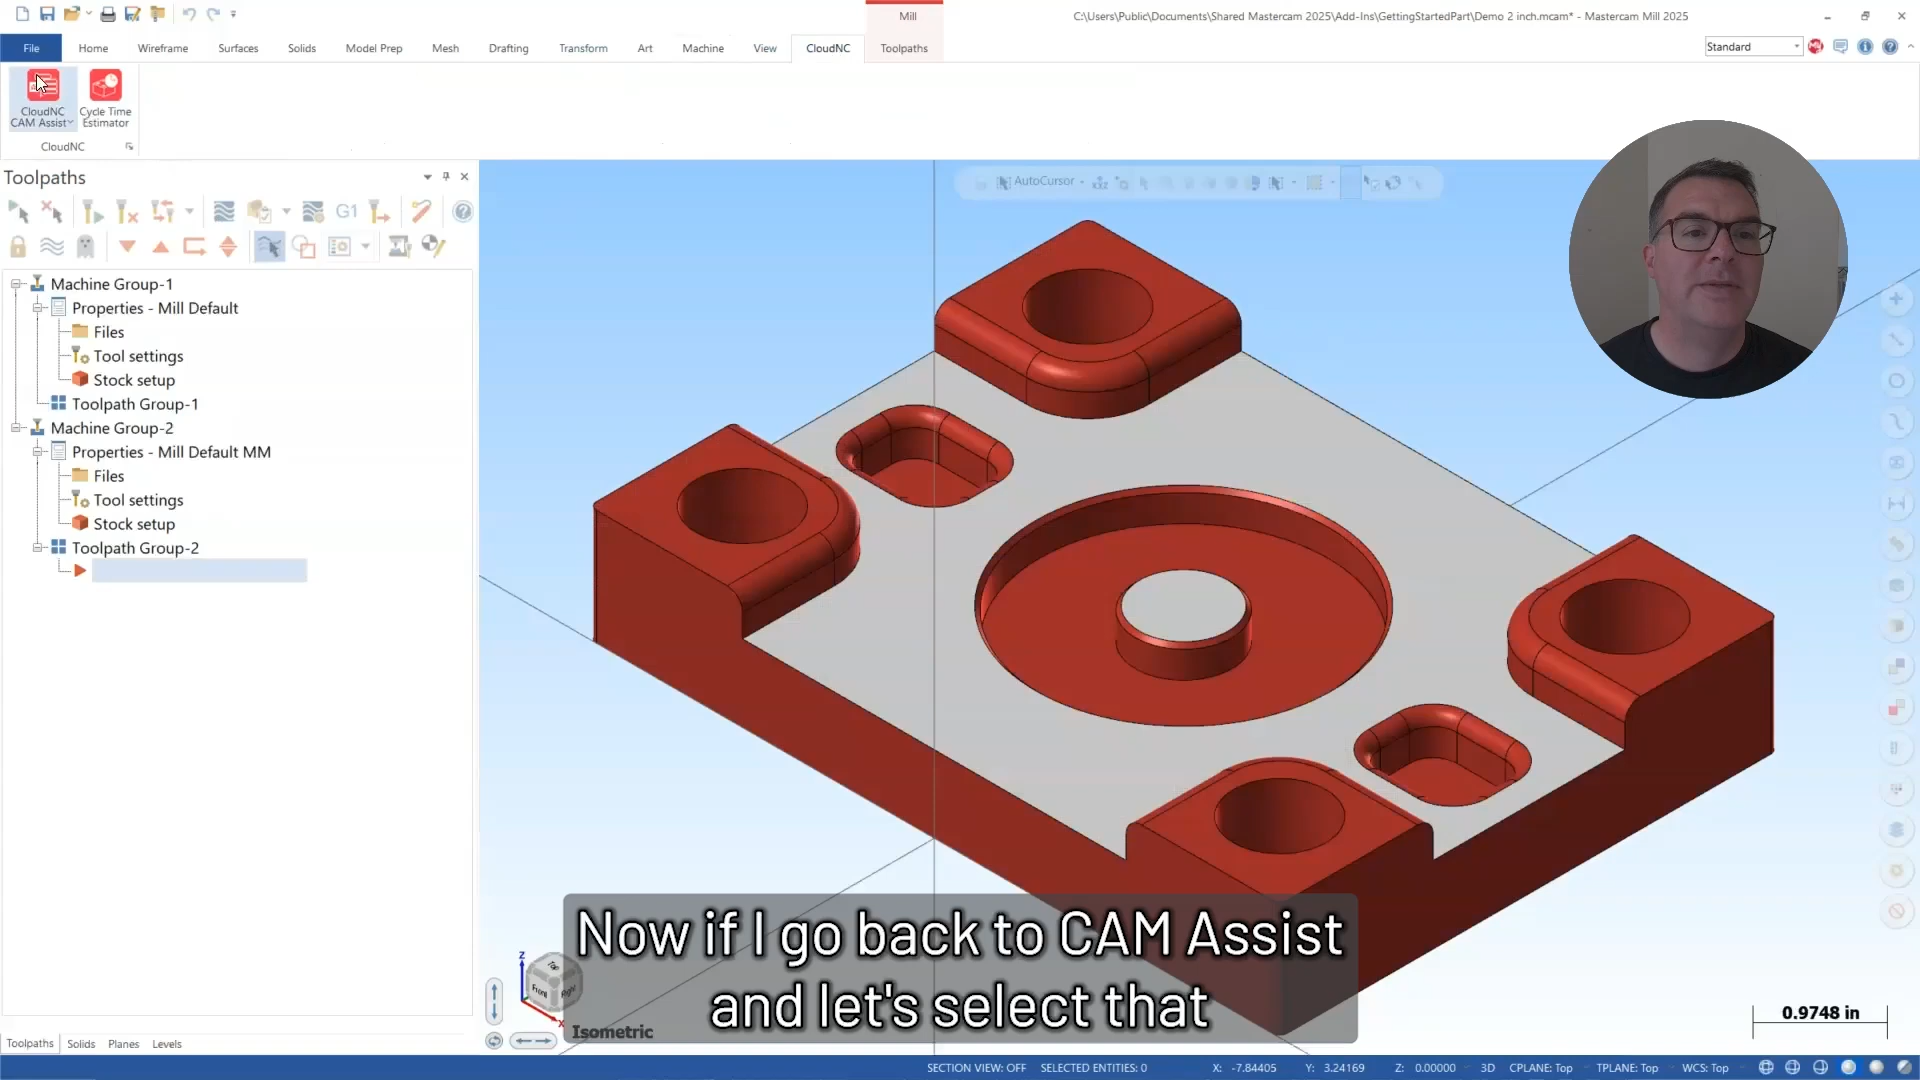 Mill
C:\Users\Public\Documents\Shared Mastercam 2025\Add-Ins\GettingStartedPart\Demo 2 inch.mcam* - Mastercam Mill 2025
File Home Wireframe Surfaces Solids Model Prep Mesh Drafting Transform Art Machine View CloudNC Toolpaths
Standard
CloudNC CAM Assist
Cycle Time Estimator
CloudNC
Toolpaths
G1
AutoCursor
Machine Group-1
Properties - Mill Default
Files
Tool settings
Stock setup
Toolpath Group-1
Machine Group-2
Properties - Mill Default MM
Files
Tool settings
Stock setup
Toolpath Group-2
Now if I go back to CAM Assist
and let's select that
Z
Top
Front
Right
X
Isometric
0.9748 in
Toolpaths Solids Planes Levels
SECTION VIEW: OFF SELECTED ENTITIES: 0 X: -7.84405 Y: 3.24169 Z: 0.00000 3D CPLANE: Top TPLANE: Top WCS: Top